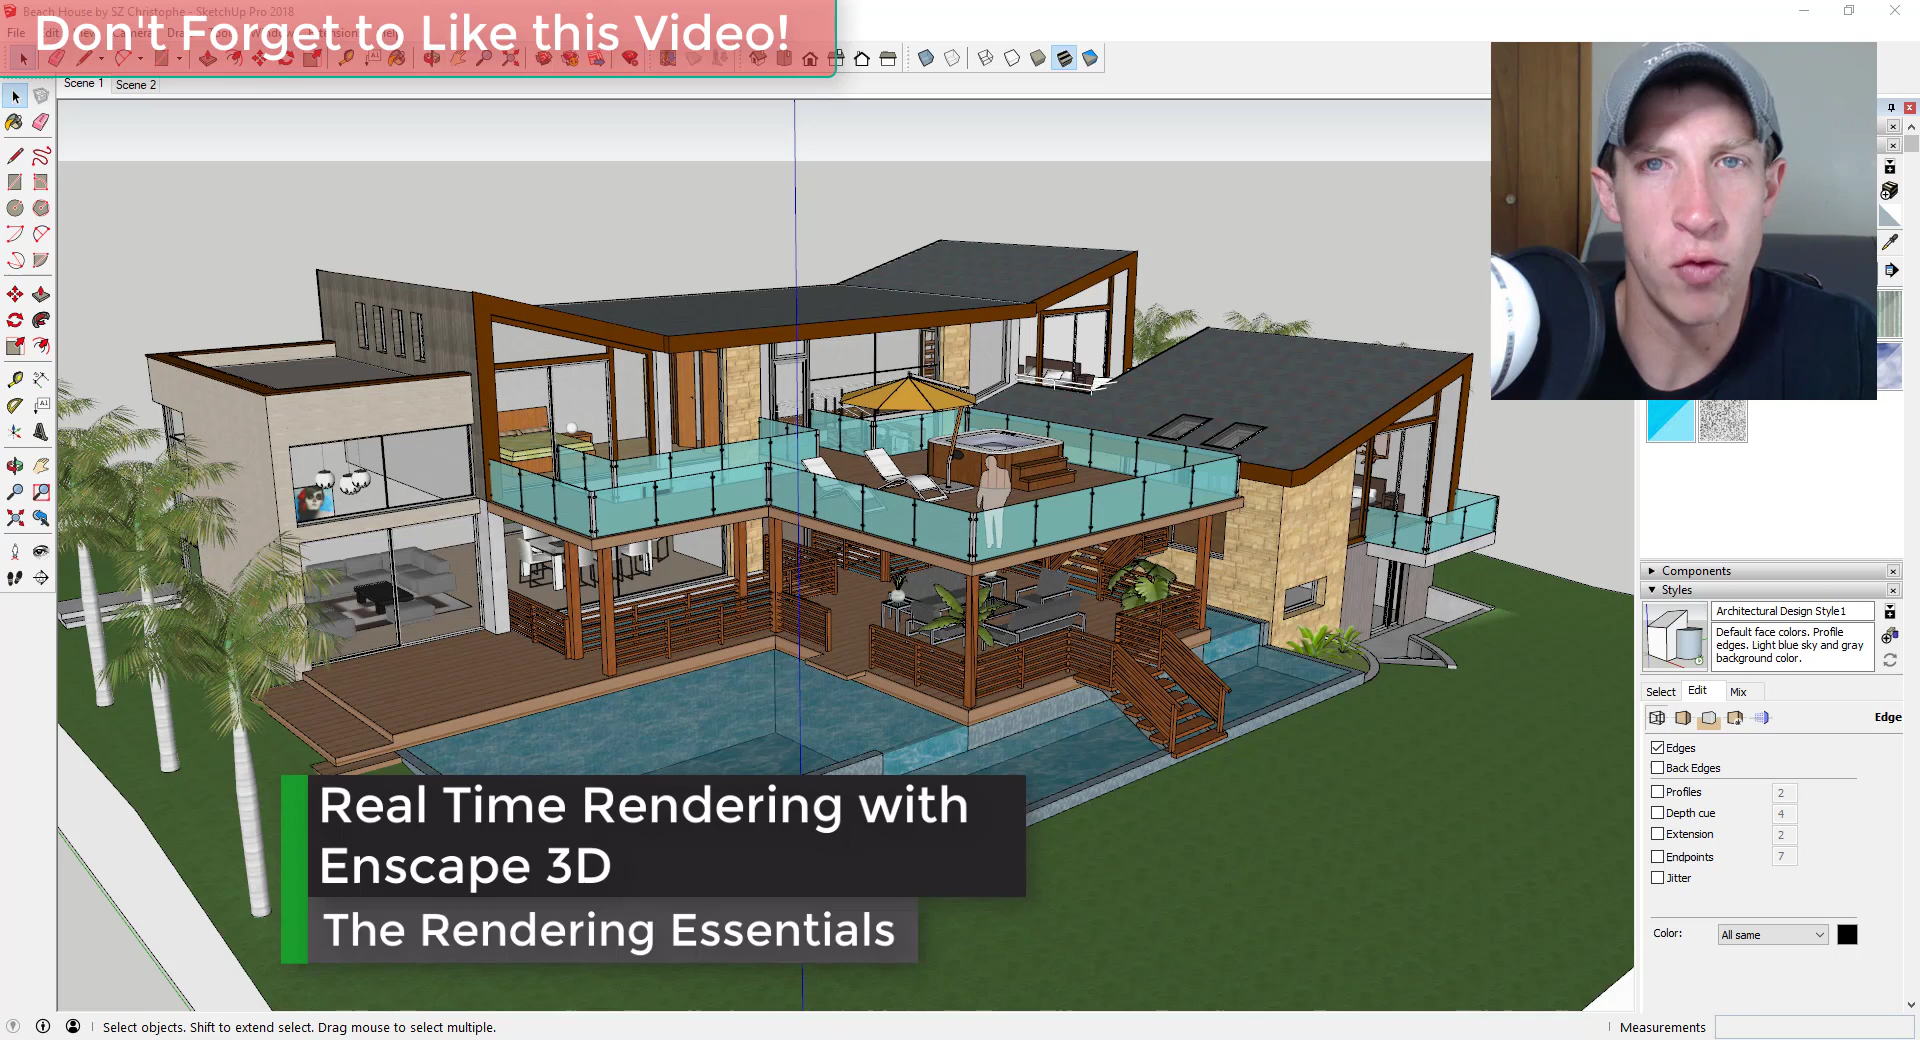 Beach House by SZ Christophe - SketchUp Pro 2018
Don't Forget to Like this Video!
Scene 1
Scene 2
Components
Styles
Architectural Design Style1
Default face colors. Profile
edges. Light blue sky and gray
background color.
Select
Edit
Mix
Edge
Edges
Back Edges
Profiles
2
Depth cue
4
Extension
2
Endpoints
7
Jitter
Color:
All same
Real Time Rendering with
Enscape 3D
The Rendering Essentials
Select objects. Shift to extend select. Drag mouse to select multiple.
Measurements